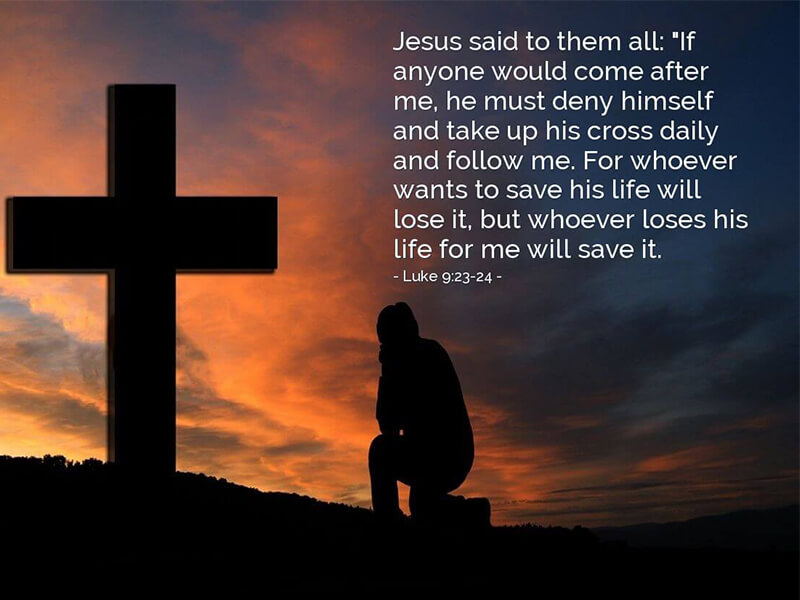 Jesus said to them all: "If
anyone would come after
me, he must deny himself
and take up his cross daily
and follow me. For whoever
wants to save his life will
lose it, but whoever loses his
life for me will save it.
- Luke 9:23-24 -